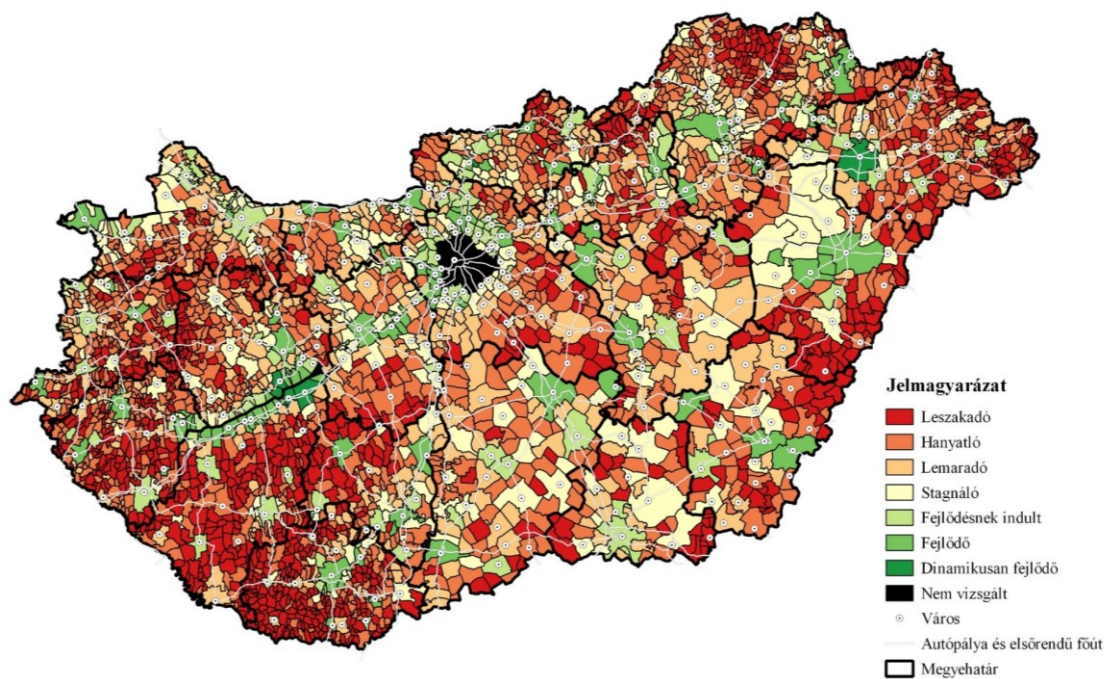 Jelmagyarázat
Leszakadó
Hanyatló
Lemaradó
Stagnáló
Fejlődésnek indult
Fejlődő
Dinamikusan fejlődő
Nem vizsgált
Város
Autópálya és elsőrendű főút
Megyehatár